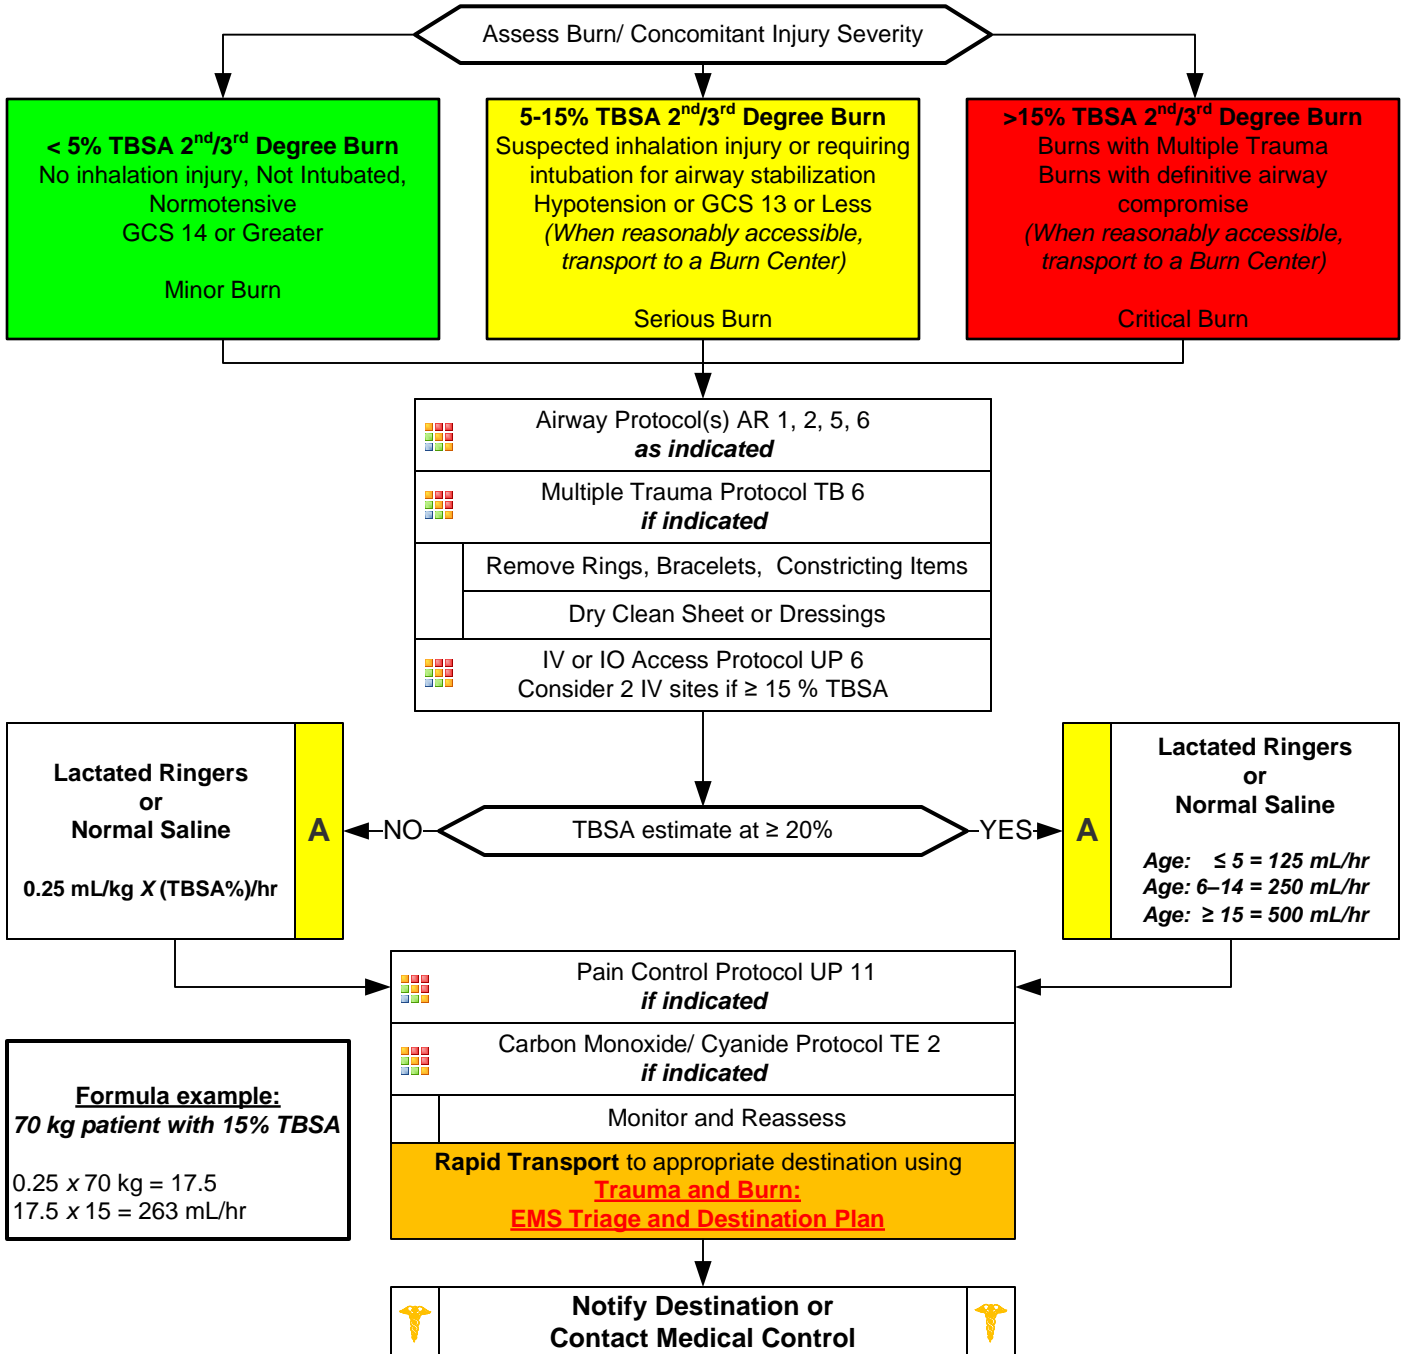 Assess Burn/ Concomitant Injury Severity
< 5% TBSA 2nd/3rd Degree Burn
No inhalation injury, Not Intubated,
Normotensive
GCS 14 or Greater
Minor Burn
5-15% TBSA 2nd/3rd Degree Burn
Suspected inhalation injury or requiring
intubation for airway stabilization
Hypotension or GCS 13 or Less
(When reasonably accessible,
transport to a Burn Center)
Serious Burn
>15% TBSA 2nd/3rd Degree Burn
Burns with Multiple Trauma
Burns with definitive airway
compromise
(When reasonably accessible,
transport to a Burn Center)
Critical Burn
Airway Protocol(s) AR 1, 2, 5, 6
as indicated
Multiple Trauma Protocol TB 6
if indicated
Remove Rings, Bracelets, Constricting Items
Dry Clean Sheet or Dressings
IV or IO Access Protocol UP 6
Consider 2 IV sites if ≥ 15 % TBSA
Lactated Ringers
or
Normal Saline
0.25 mL/kg X (TBSA%)/hr
A
NO
TBSA estimate at ≥ 20%
YES
A
Lactated Ringers
or
Normal Saline
Age: ≤ 5 = 125 mL/hr
Age: 6–14 = 250 mL/hr
Age: ≥ 15 = 500 mL/hr
Pain Control Protocol UP 11
if indicated
Carbon Monoxide/ Cyanide Protocol TE 2
if indicated
Monitor and Reassess
Rapid Transport to appropriate destination using
Trauma and Burn:
EMS Triage and Destination Plan
Formula example:
70 kg patient with 15% TBSA
0.25 x 70 kg = 17.5
17.5 x 15 = 263 mL/hr
Notify Destination or
Contact Medical Control